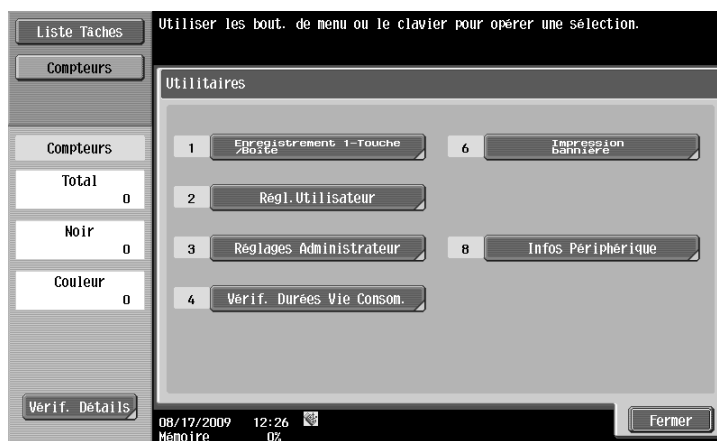 Liste Tâches
Utiliser les bout. de menu ou le clavier pour opérer une sélection.
Compteurs
Utilitaires
Compteurs
Total
0
Noir
0
Couleur
0
Vérif. Détails
1 Enregistrement 1-Touche
/Boîte
2 Régl.Utilisateur
3 Réglages Administrateur
4 Vérif. Durées Vie Consom.
6 Impression
bannière
8 Infos Périphérique
08/17/2009 12:26
Mémoire 0%
Fermer